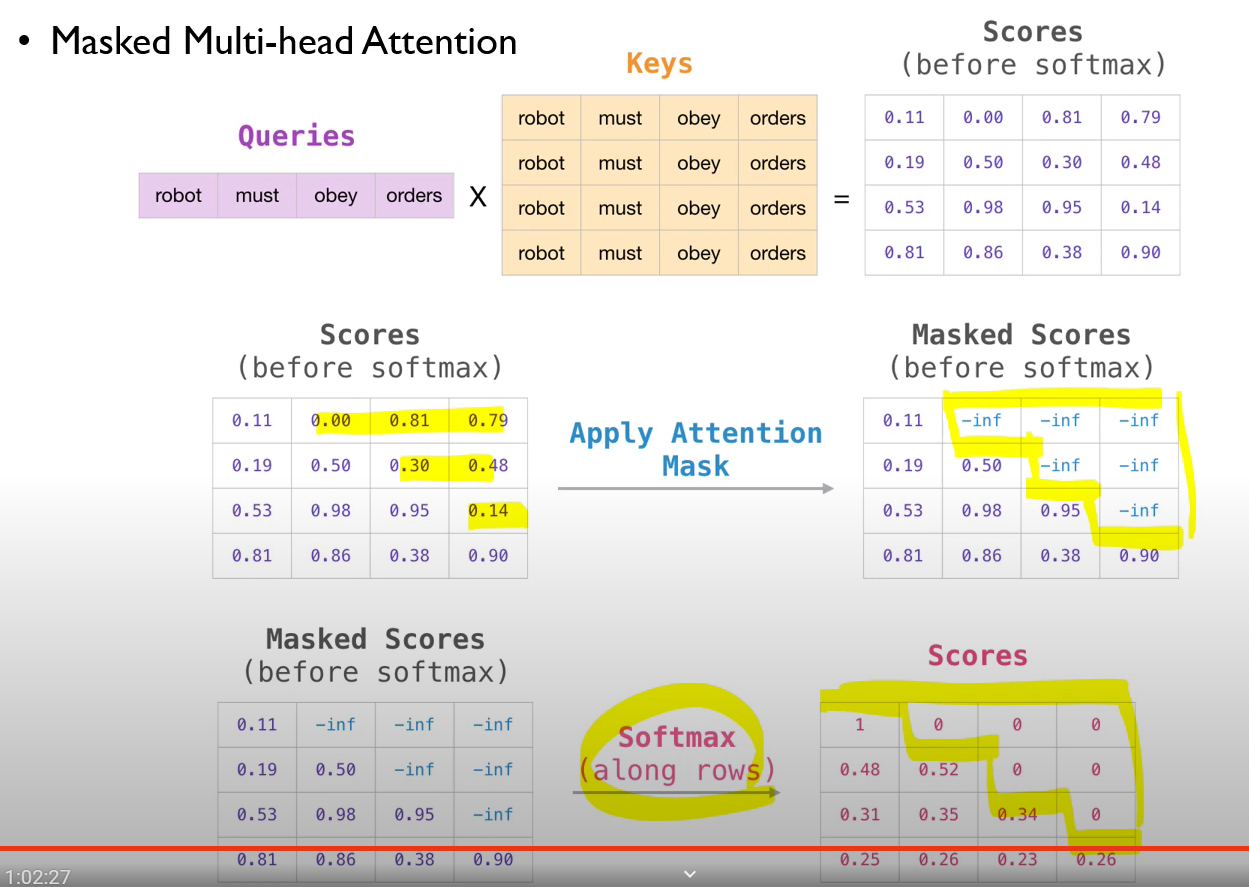 • Masked Multi-head Attention
Queries
robot must obey orders
X
Keys
robot must obey orders
robot must obey orders
robot must obey orders
robot must obey orders
=
Scores
(before softmax)
0.11 0.00 0.81 0.79
0.19 0.50 0.30 0.48
0.53 0.98 0.95 0.14
0.81 0.86 0.38 0.90
Scores
(before softmax)
0.11 0.00 0.81 0.79
0.19 0.50 0.30 0.48
0.53 0.98 0.95 0.14
0.81 0.86 0.38 0.90
Apply Attention
Mask
Masked Scores
(before softmax)
0.11 -inf -inf -inf
0.19 0.50 -inf -inf
0.53 0.98 0.95 -inf
0.81 0.86 0.38 0.90
Masked Scores
(before softmax)
0.11 -inf -inf -inf
0.19 0.50 -inf -inf
0.53 0.98 0.95 -inf
0.81 0.86 0.38 0.90
Softmax
(along rows)
Scores
1 0 0 0
0.48 0.52 0 0
0.31 0.35 0.34 0
0.25 0.26 0.23 0.26
1:02:27